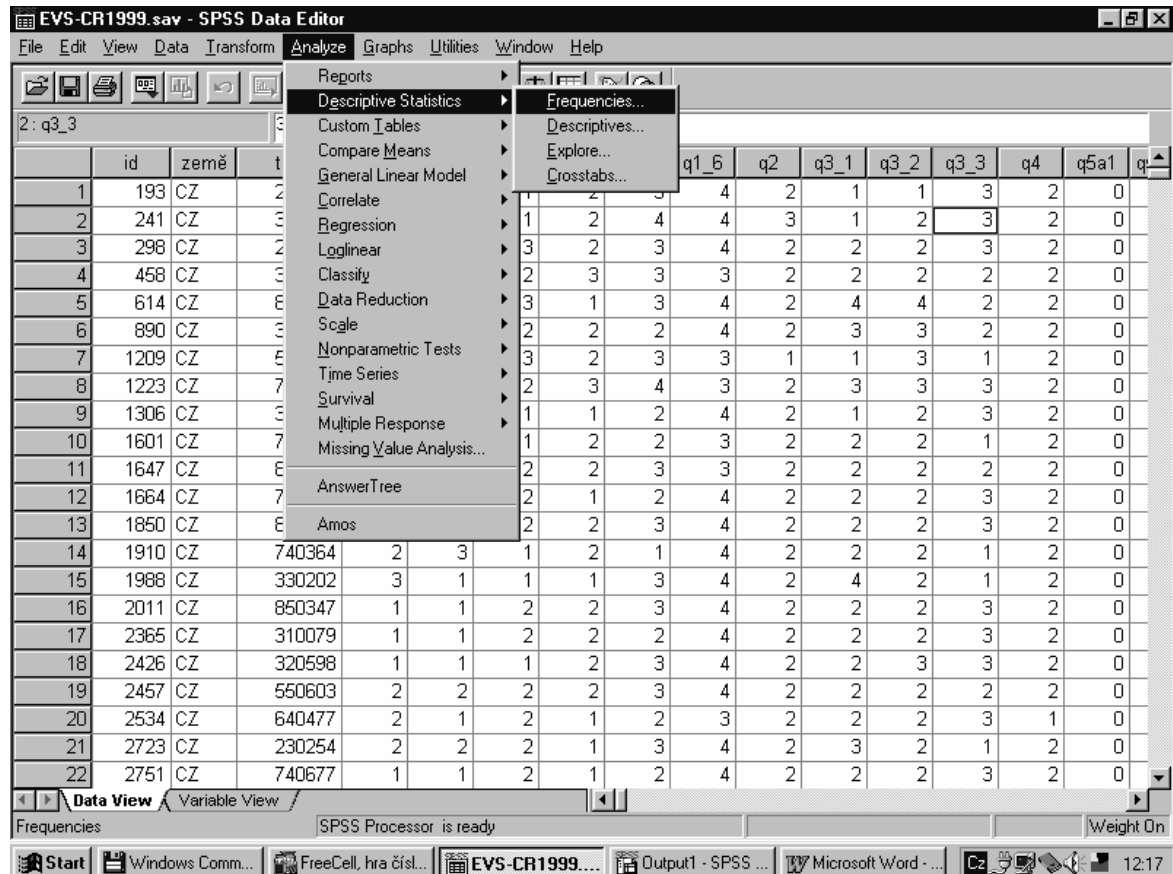 EVS-CR1999.sav - SPSS Data Editor
File Edit View Data Transform Analyze Graphs Utilities Window Help
Reports
Descriptive Statistics
Custom Tables
Compare Means
General Linear Model
Correlate
Regression
Loglinear
Classify
Data Reduction
Scale
Nonparametric Tests
Time Series
Survival
Multiple Response
Missing Value Analysis...
AnswerTree
Amos
Frequencies...
Descriptives...
Explore...
Crosstabs...
2 : q3_3
id země t q1_6 q2 q3_1 q3_2 q3_3 q4 q5a1
1 193 CZ 2 1 2 3 4 2 1 1 3 2 0
2 241 CZ 3 1 2 4 4 3 1 2 3 2 0
3 298 CZ 2 3 2 3 4 2 2 2 3 2 0
4 458 CZ 3 2 3 3 3 2 2 2 2 2 0
5 614 CZ 8 3 1 3 4 2 4 4 2 2 0
6 890 CZ 3 2 2 2 4 2 3 3 2 2 0
7 1209 CZ 5 3 2 3 3 1 1 3 1 2 0
8 1223 CZ 7 2 3 4 3 2 3 3 3 2 0
9 1306 CZ 3 1 1 2 4 2 1 2 3 2 0
10 1601 CZ 7 1 2 2 3 2 2 2 1 2 0
11 1647 CZ 8 2 2 3 3 2 2 2 2 2 0
12 1664 CZ 7 2 1 2 4 2 2 2 3 2 0
13 1850 CZ 8 2 2 3 4 2 2 2 3 2 0
14 1910 CZ 740364 2 3 1 2 1 4 2 2 2 1 2 0
15 1988 CZ 330202 3 1 1 1 3 4 2 4 2 1 2 0
16 2011 CZ 850347 1 1 2 2 3 4 2 2 2 3 2 0
17 2365 CZ 310079 1 1 2 2 2 4 2 2 2 3 2 0
18 2426 CZ 320598 1 1 1 2 3 4 2 2 3 3 2 0
19 2457 CZ 550603 2 2 2 2 3 4 2 2 2 2 2 0
20 2534 CZ 640477 2 1 2 1 2 3 2 2 2 3 1 0
21 2723 CZ 230254 2 2 2 1 3 4 2 3 2 1 2 0
22 2751 CZ 740677 1 1 2 1 2 4 2 2 2 3 2 0
Data View Variable View
Frequencies SPSS Processor is ready Weight On
Start Windows Comm... FreeCell, hra čísl... EVS-CR1999.... Output1 - SPSS ... Microsoft Word - ... Cz 12:17